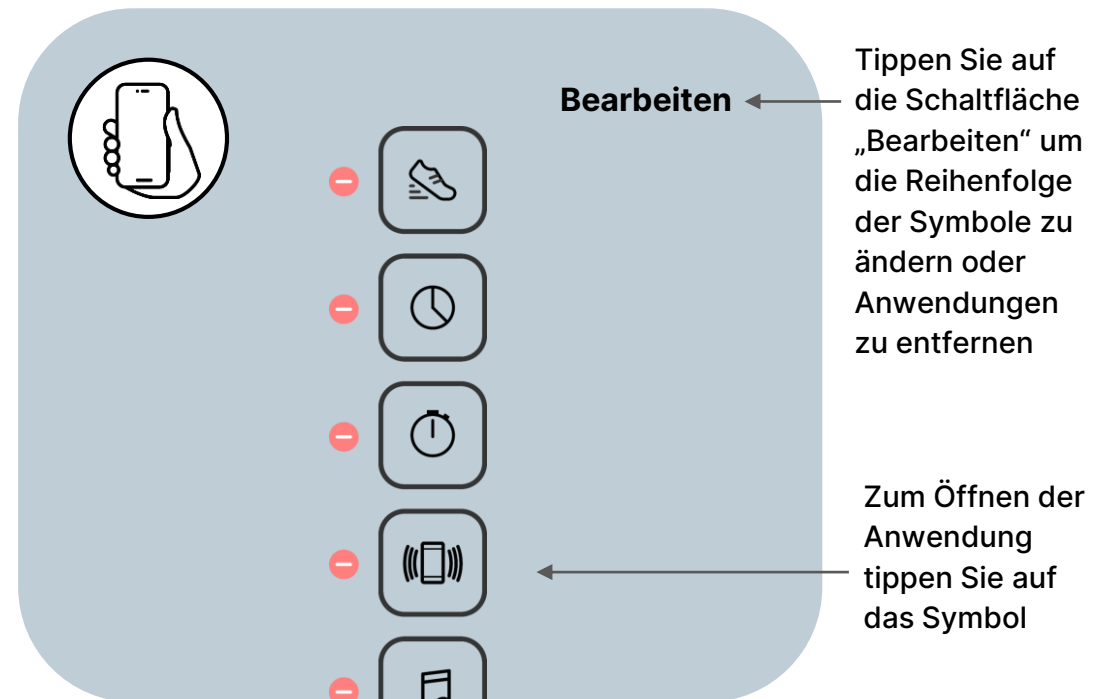 Bearbeiten
Tippen Sie auf
die Schaltfläche
„Bearbeiten“ um
die Reihenfolge
der Symbole zu
ändern oder
Anwendungen
zu entfernen
Zum Öffnen der
Anwendung
tippen Sie auf
das Symbol